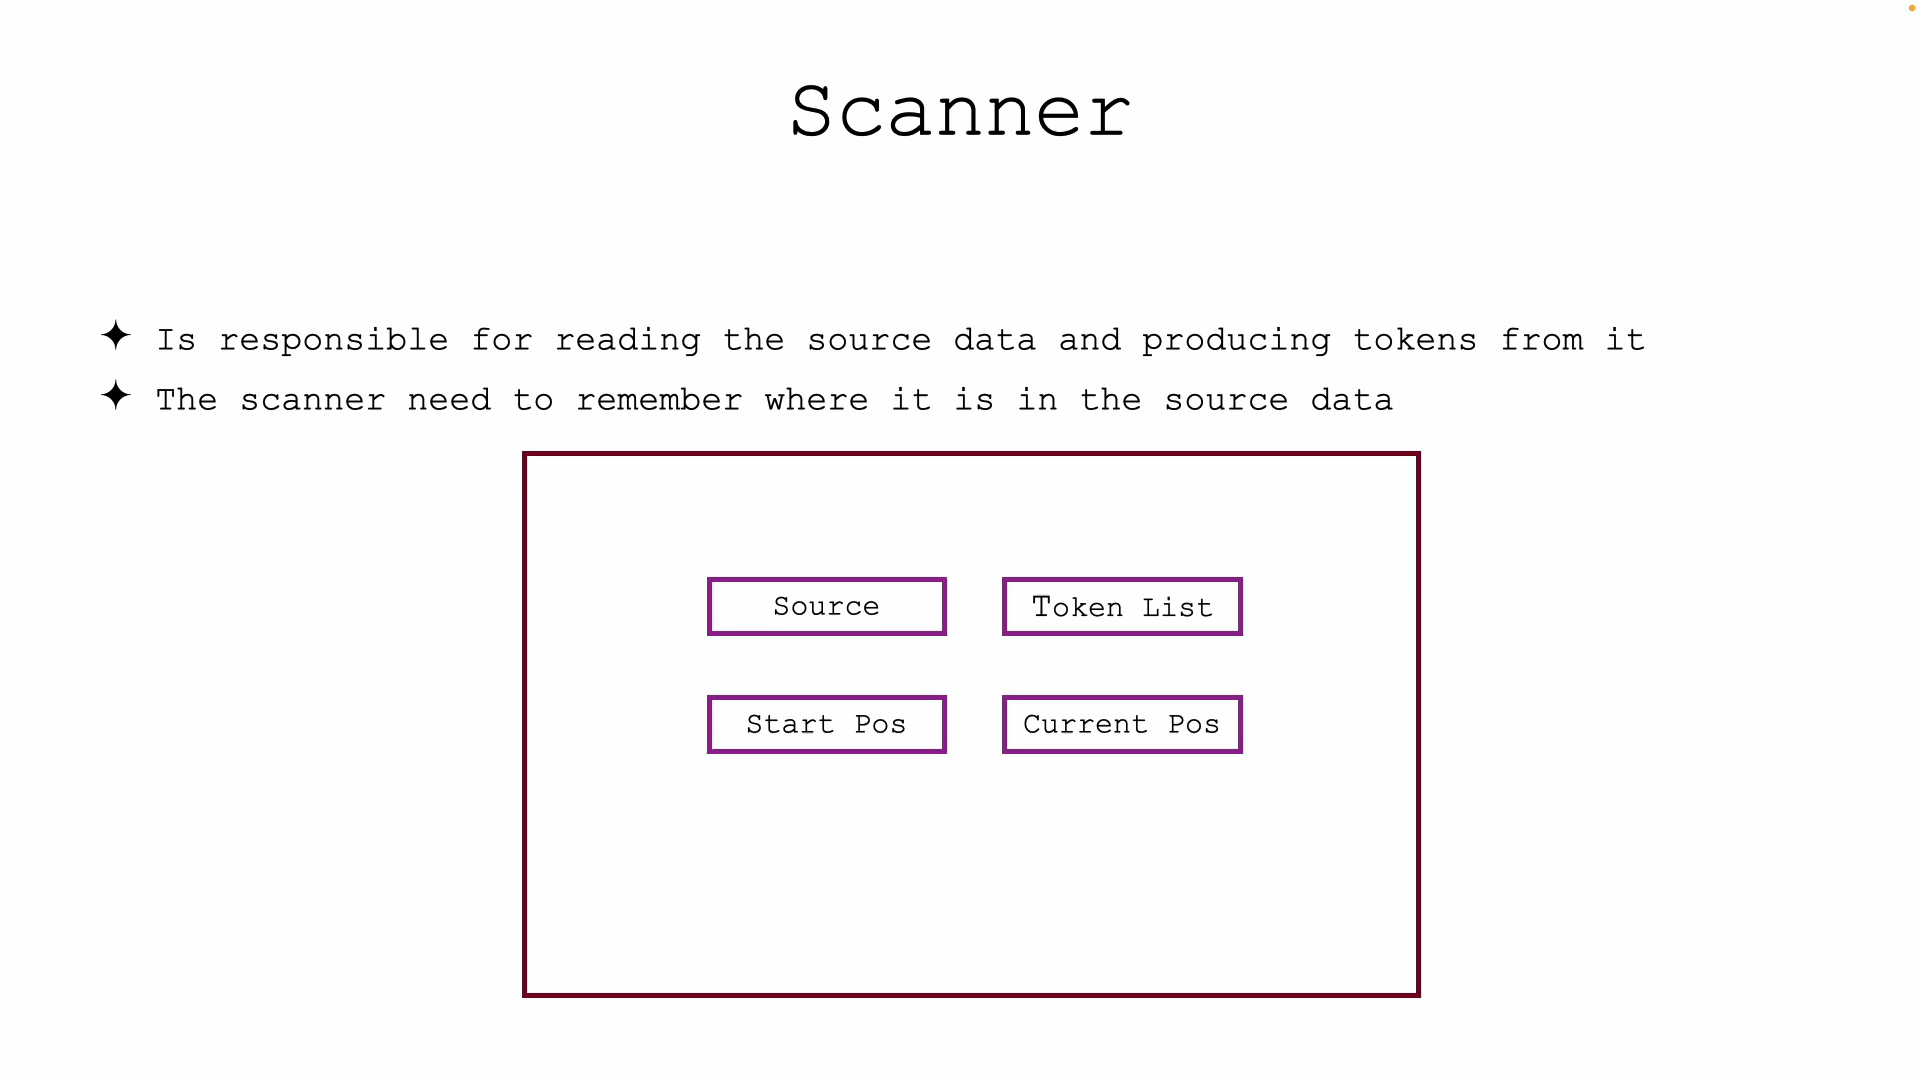 Scanner
✦ Is responsible for reading the source data and producing tokens from it
✦ The scanner need to remember where it is in the source data
Source
Token List
Start Pos
Current Pos